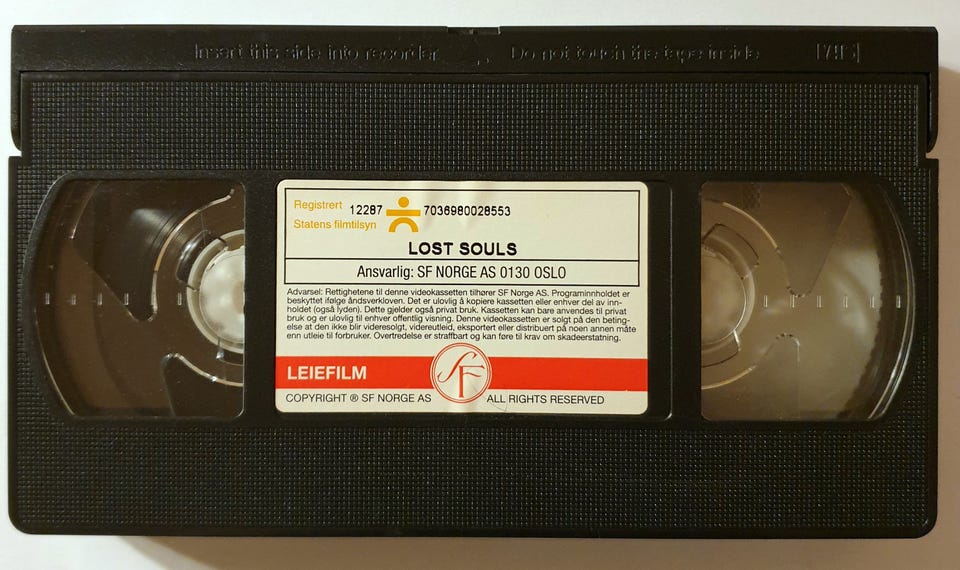 Insert this side into recorder Do not touch the tape inside VHS
Registrert 12287 7036980028553
Statens filmtilsyn
LOST SOULS
Ansvarlig: SF NORGE AS 0130 OSLO
Advarsel: Rettighetene til denne videokassetten tilhører SF Norge AS. Programinnholdet er
beskyttet ifølge åndsverkloven. Det er ulovlig å kopiere kassetten eller enhver del av inn-
holdet (også lyden). Dette gjelder også privat bruk. Kassetten kan bare anvendes til privat
bruk og er ulovlig til enhver offentlig visning. Denne videokassetten er solgt på den beting-
else at den ikke blir videresolgt, videreutleid, eksportert eller distribuert på noen annen måte
enn utleie til forbruker. Overtredelse er straffbart og kan føre til krav om skadeerstatning.
LEIEFILM SF
COPYRIGHT ® SF NORGE AS ALL RIGHTS RESERVED